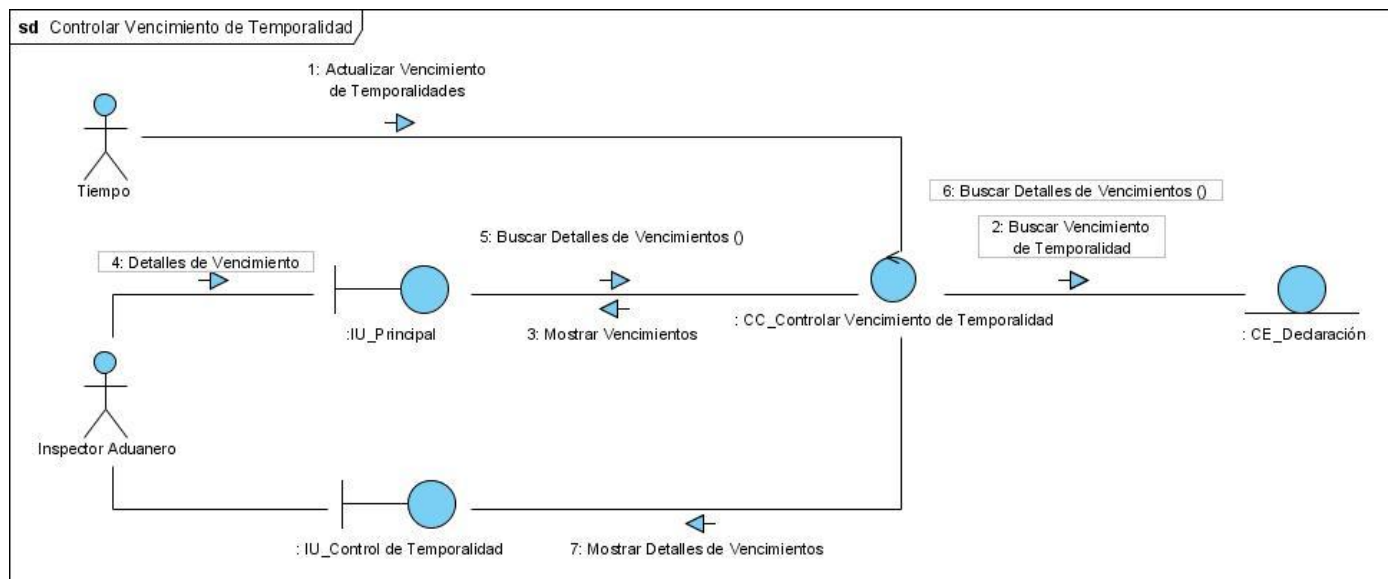 sd Controlar Vencimiento de Temporalidad
1: Actualizar Vencimiento
de Temporalidades
Tiempo
6: Buscar Detalles de Vencimientos ()
2: Buscar Vencimiento
de Temporalidad
5: Buscar Detalles de Vencimientos ()
4: Detalles de Vencimiento
:IU_Principal
3: Mostrar Vencimientos
: CC_Controlar Vencimiento de Temporalidad
: CE_Declaración
Inspector Aduanero
: IU_Control de Temporalidad
7: Mostrar Detalles de Vencimientos